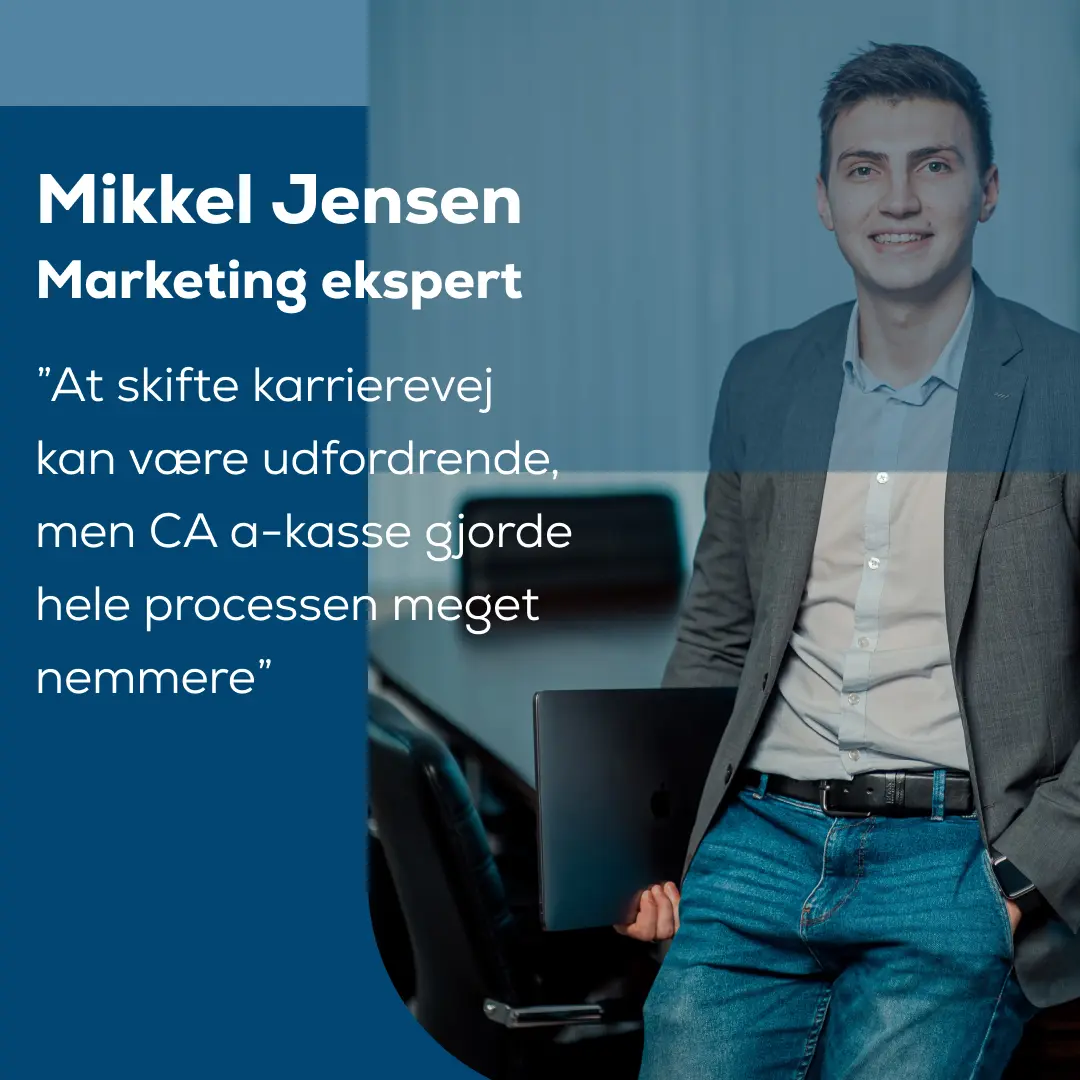 Mikkel Jensen
Marketing ekspert
”At skifte karrierevej
kan være udfordrende,
men CA a-kasse gjorde
hele processen meget
nemmere”